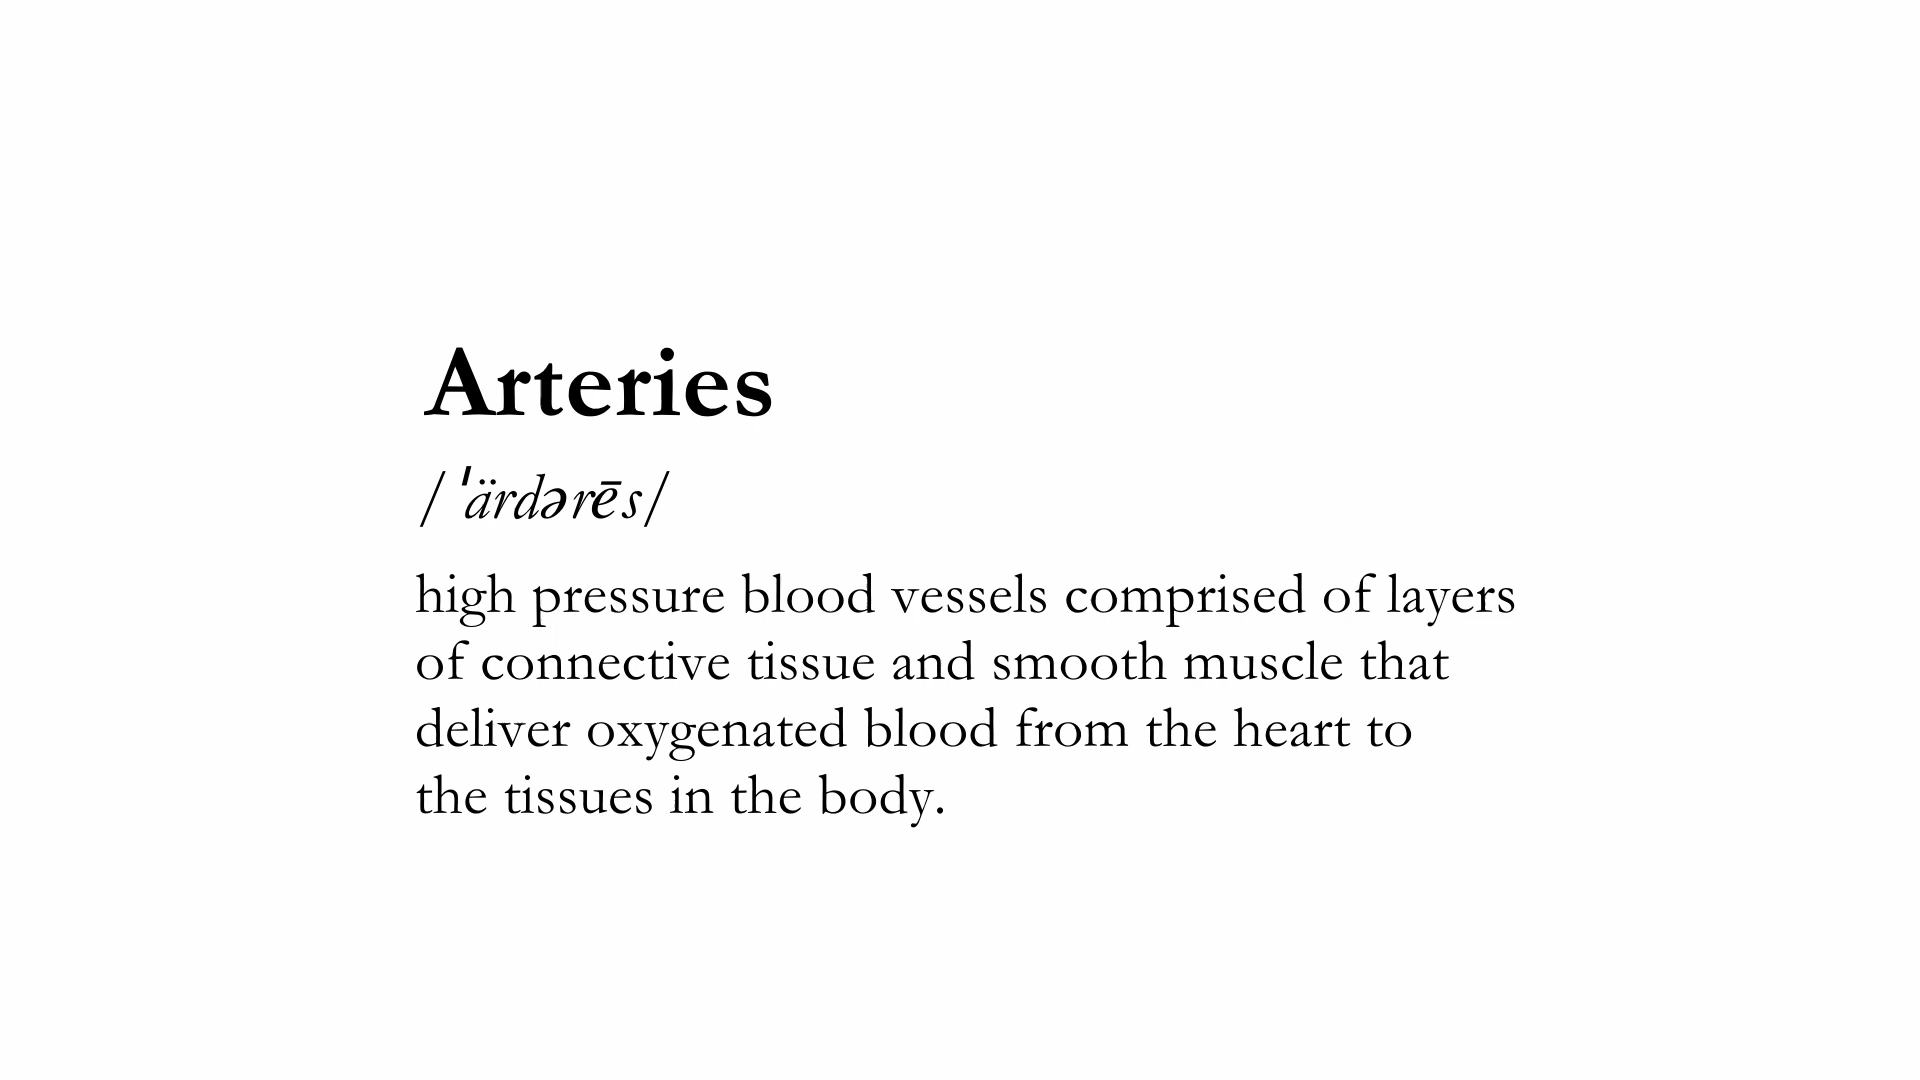 Arteries
/ˈärdərēs/
high pressure blood vessels comprised of layers
of connective tissue and smooth muscle that
deliver oxygenated blood from the heart to
the tissues in the body.